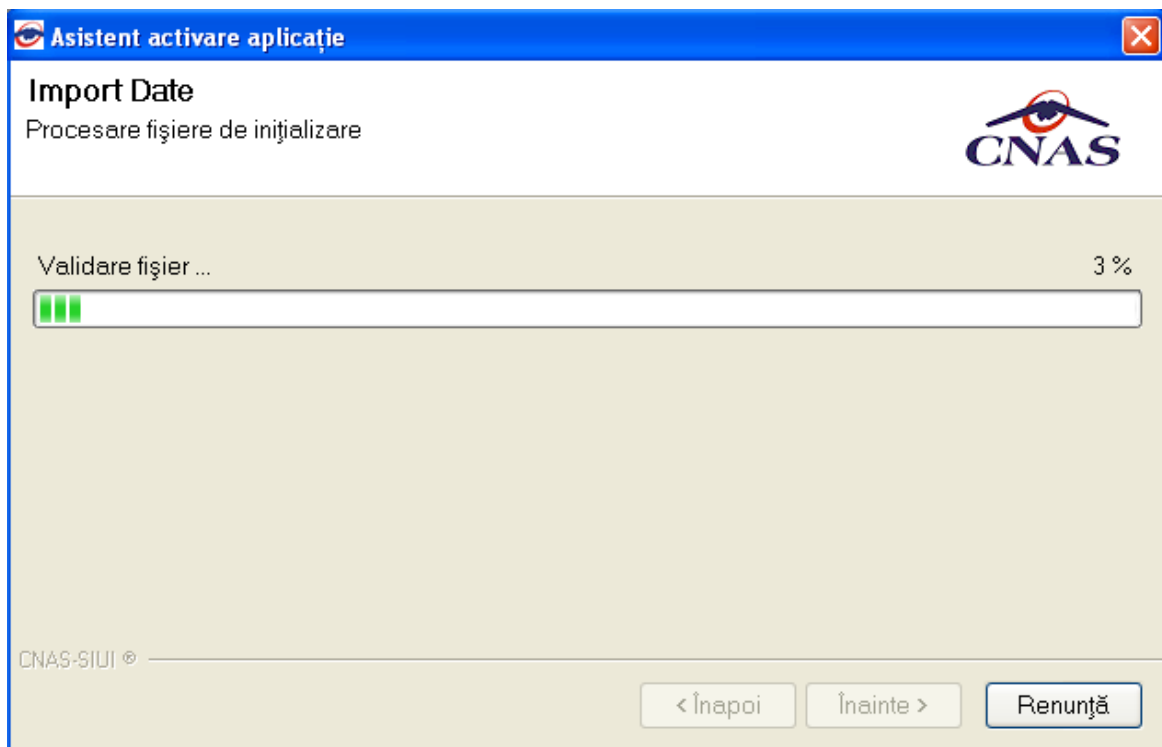 Asistent activare aplicație
Import Date
Procesare fişiere de iniţializare
CNAS
Validare fişier ... 3 %
CNAS-SIUI ®
< Înapoi Înainte > Renunţă